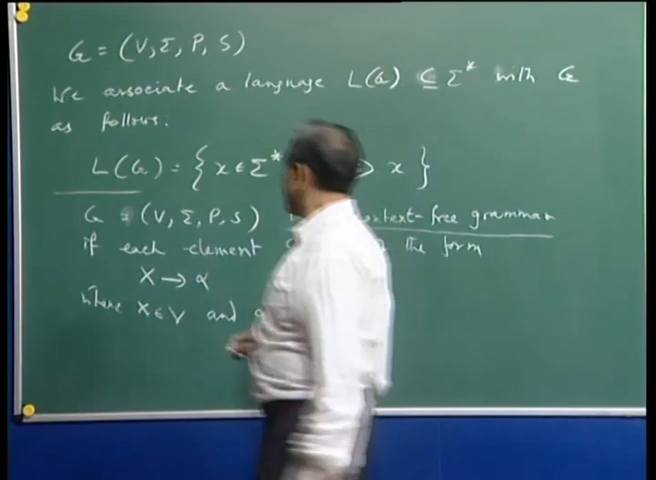 G = (V, Σ, P, S)
We associate a language L(G) ⊆ Σ* with G
as follows.
L(G) = { x ∈ Σ* > x }
G = (V, Σ, P, S) context-free grammar
if each element the form
X → α
where X ∈ V and